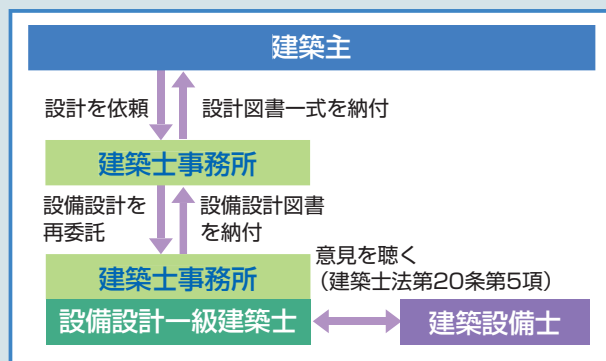 建築主
設計を依頼
設計図書一式を納付
建築士事務所
設備設計を
再委託
設備設計図書
を納付
建築士事務所
意見を聴く
（建築士法第20条第5項）
設備設計一級建築士
建築設備士